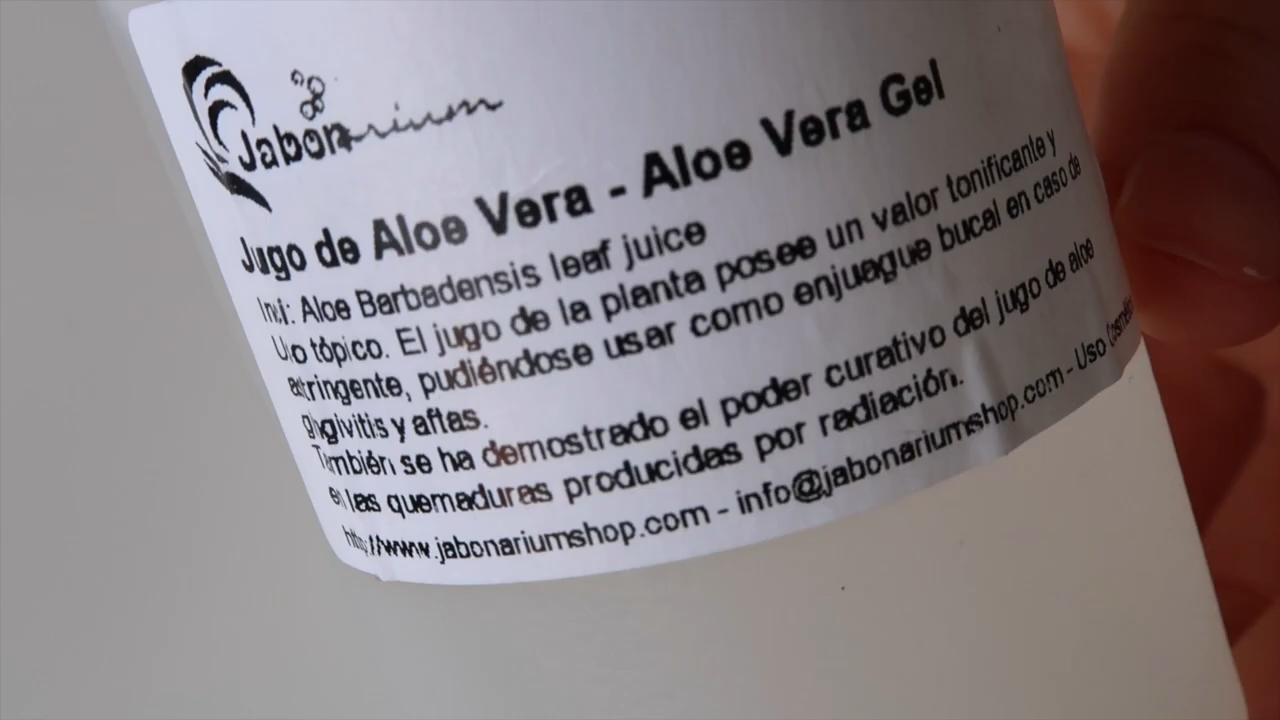 Jabonarium
Jugo de Aloe Vera - Aloe Vera Gel
Inci: Aloe Barbadensis leaf juice
Uso tópico. El jugo de la planta posee un valor tonificante y
astringente, pudiéndose usar como enjuague bucal en caso de
gingivitis y aftas.
También se ha demostrado el poder curativo del jugo de aloe
en las quemaduras producidas por radiación.
http://www.jabonariumshop.com - info@jabonariumshop.com - Uso